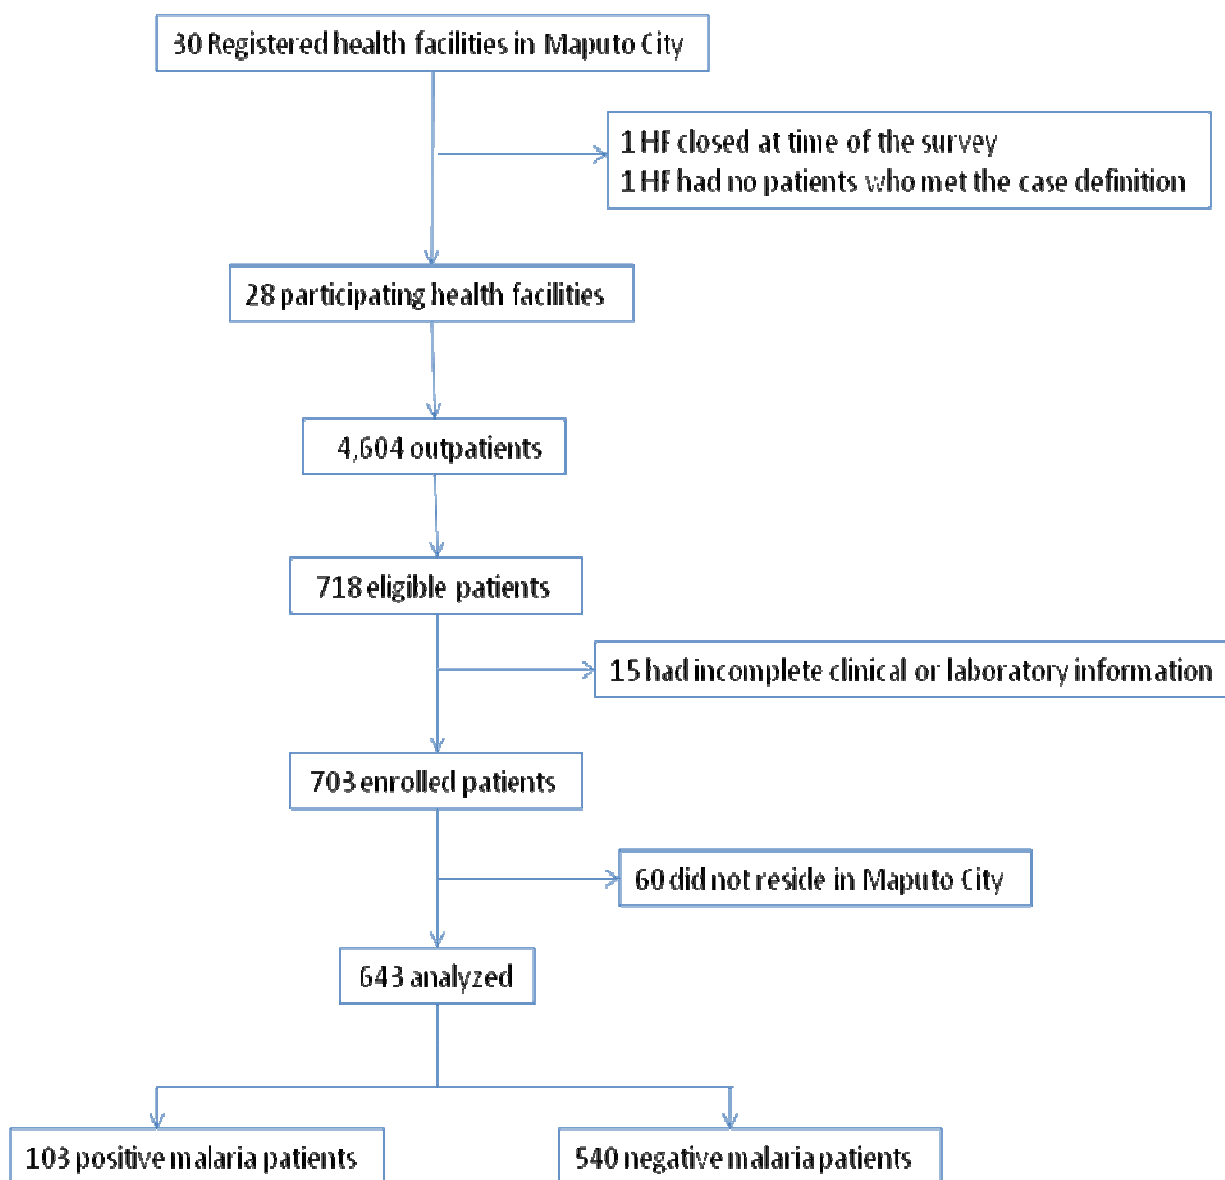 30 Registered health facilities in Maputo City
1 HF closed at time of the survey
1 HF had no patients who met the case definition
28 participating health facilities
4,604 outpatients
718 eligible patients
15 had incomplete clinical or laboratory information
703 enrolled patients
60 did not reside in Maputo City
643 analyzed
103 positive malaria patients
540 negative malaria patients